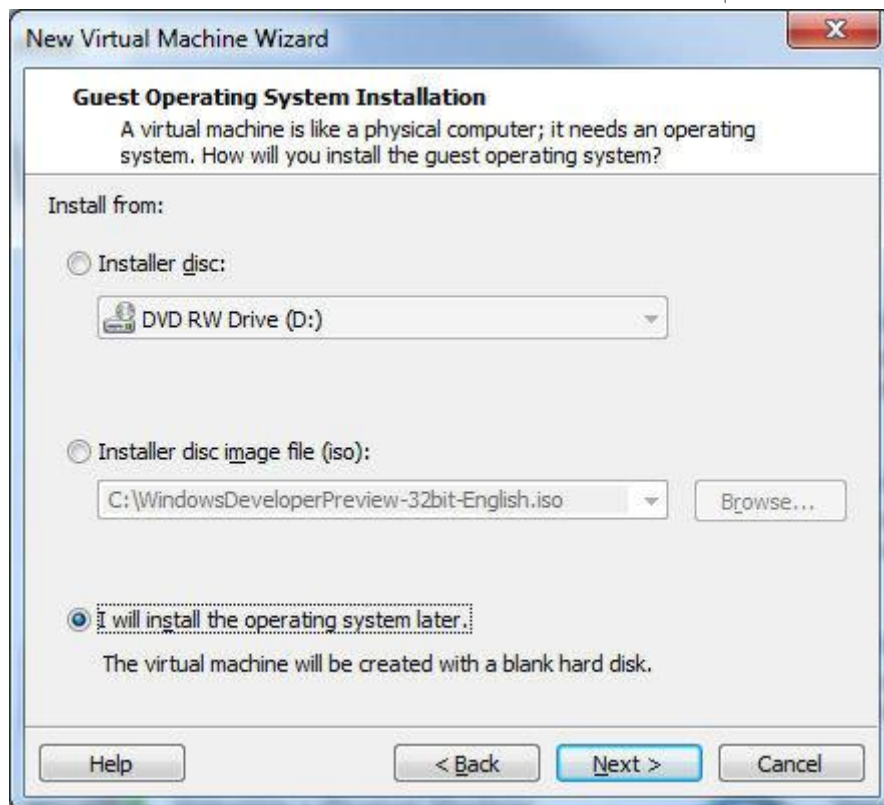 New Virtual Machine Wizard
Guest Operating System Installation
A virtual machine is like a physical computer; it needs an operating
system. How will you install the guest operating system?
Install from:
Installer disc:
DVD RW Drive (D:)
Installer disc image file (iso):
C:\WindowsDeveloperPreview-32bit-English.iso
Browse...
I will install the operating system later.
The virtual machine will be created with a blank hard disk.
Help
< Back
Next >
Cancel